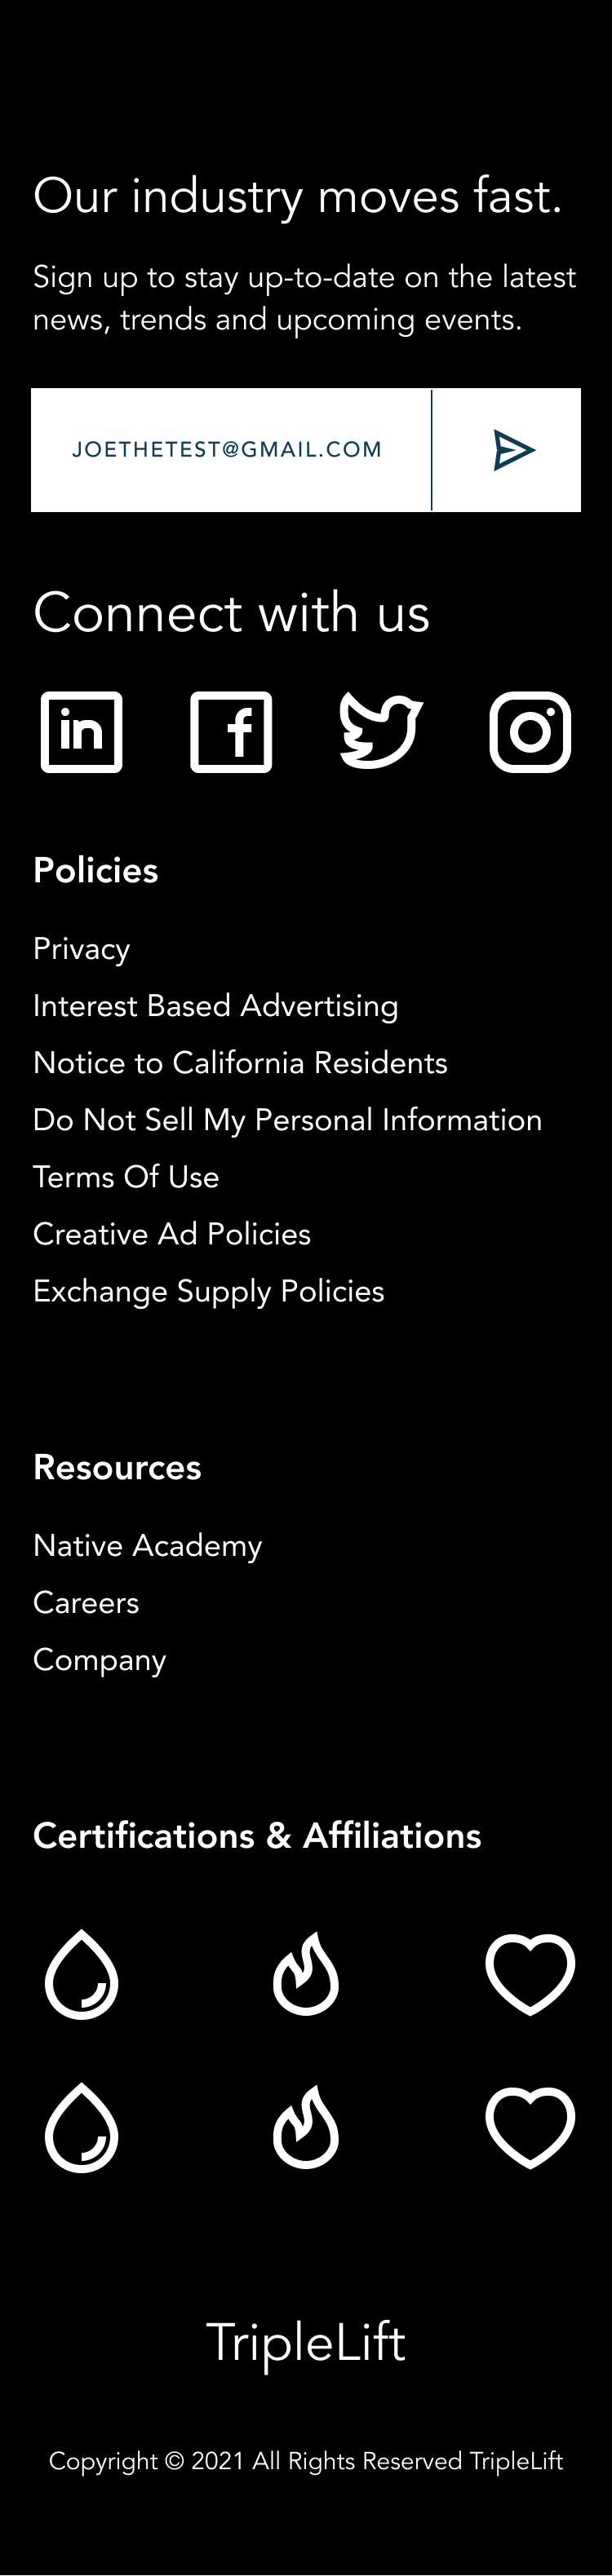 Our industry moves fast.
Sign up to stay up-to-date on the latest
news, trends and upcoming events.
JOETHETEST@GMAIL.COM
Connect with us
in f
Policies
Privacy
Interest Based Advertising
Notice to California Residents
Do Not Sell My Personal Information
Terms Of Use
Creative Ad Policies
Exchange Supply Policies
Resources
Native Academy
Careers
Company
Certifications & Affiliations
TripleLift
Copyright © 2021 All Rights Reserved TripleLift